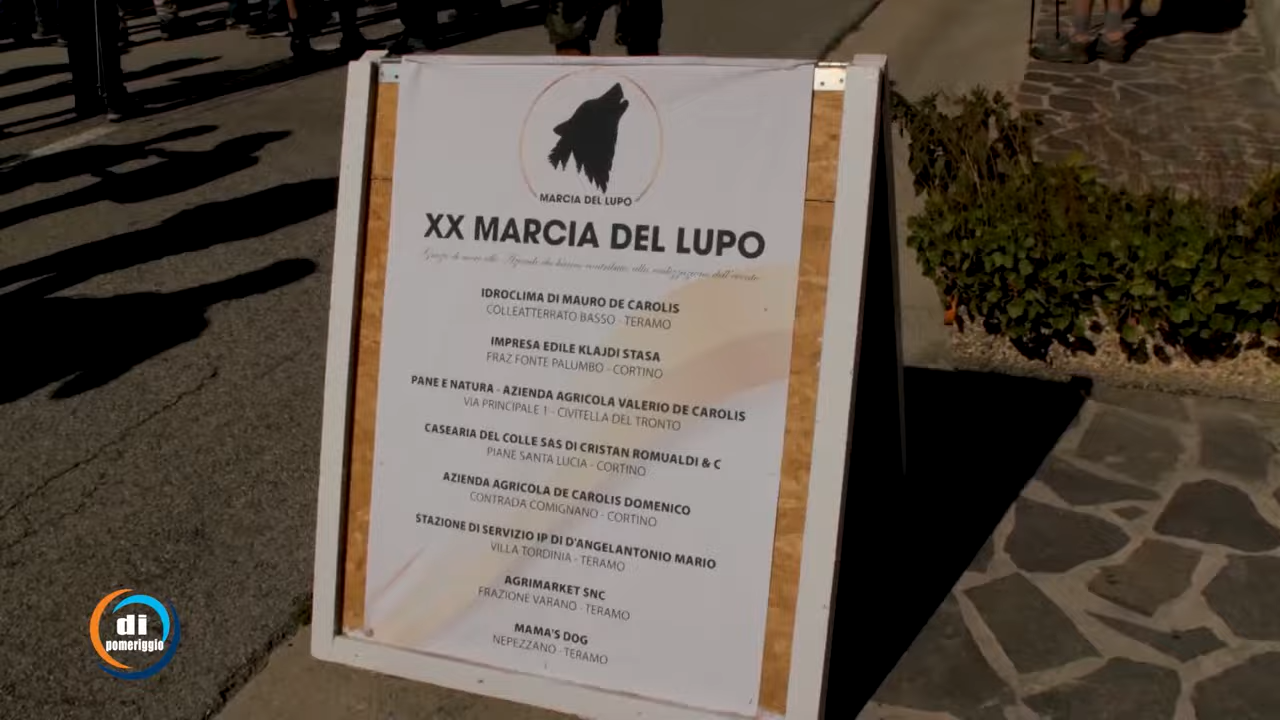 MARCIA DEL LUPO
XX MARCIA DEL LUPO
IDROCLIMA DI MAURO DE CAROLIS
COLLEATTERRATO BASSO - TERAMO
IMPRESA EDILE KLAJDI STASA
FRAZ FONTE PALUMBO - CORTINO
PANE E NATURA - AZIENDA AGRICOLA VALERIO DE CAROLIS
VIA PRINCIPALE 1 - CIVITELLA DEL TRONTO
CASEARIA DEL COLLE SAS DI CRISTAN ROMUALDI & C
PIANE SANTA LUCIA - CORTINO
AZIENDA AGRICOLA DE CAROLIS DOMENICO
CONTRADA COMIGNANO - CORTINO
STAZIONE DI SERVIZIO IP DI D'ANGELANTONIO MARIO
VILLA TORDINIA - TERAMO
AGRIMARKET SNC
FRAZIONE VARANO - TERAMO
MAMA'S DOG
NEPEZZANO - TERAMO
di
pomeriggio